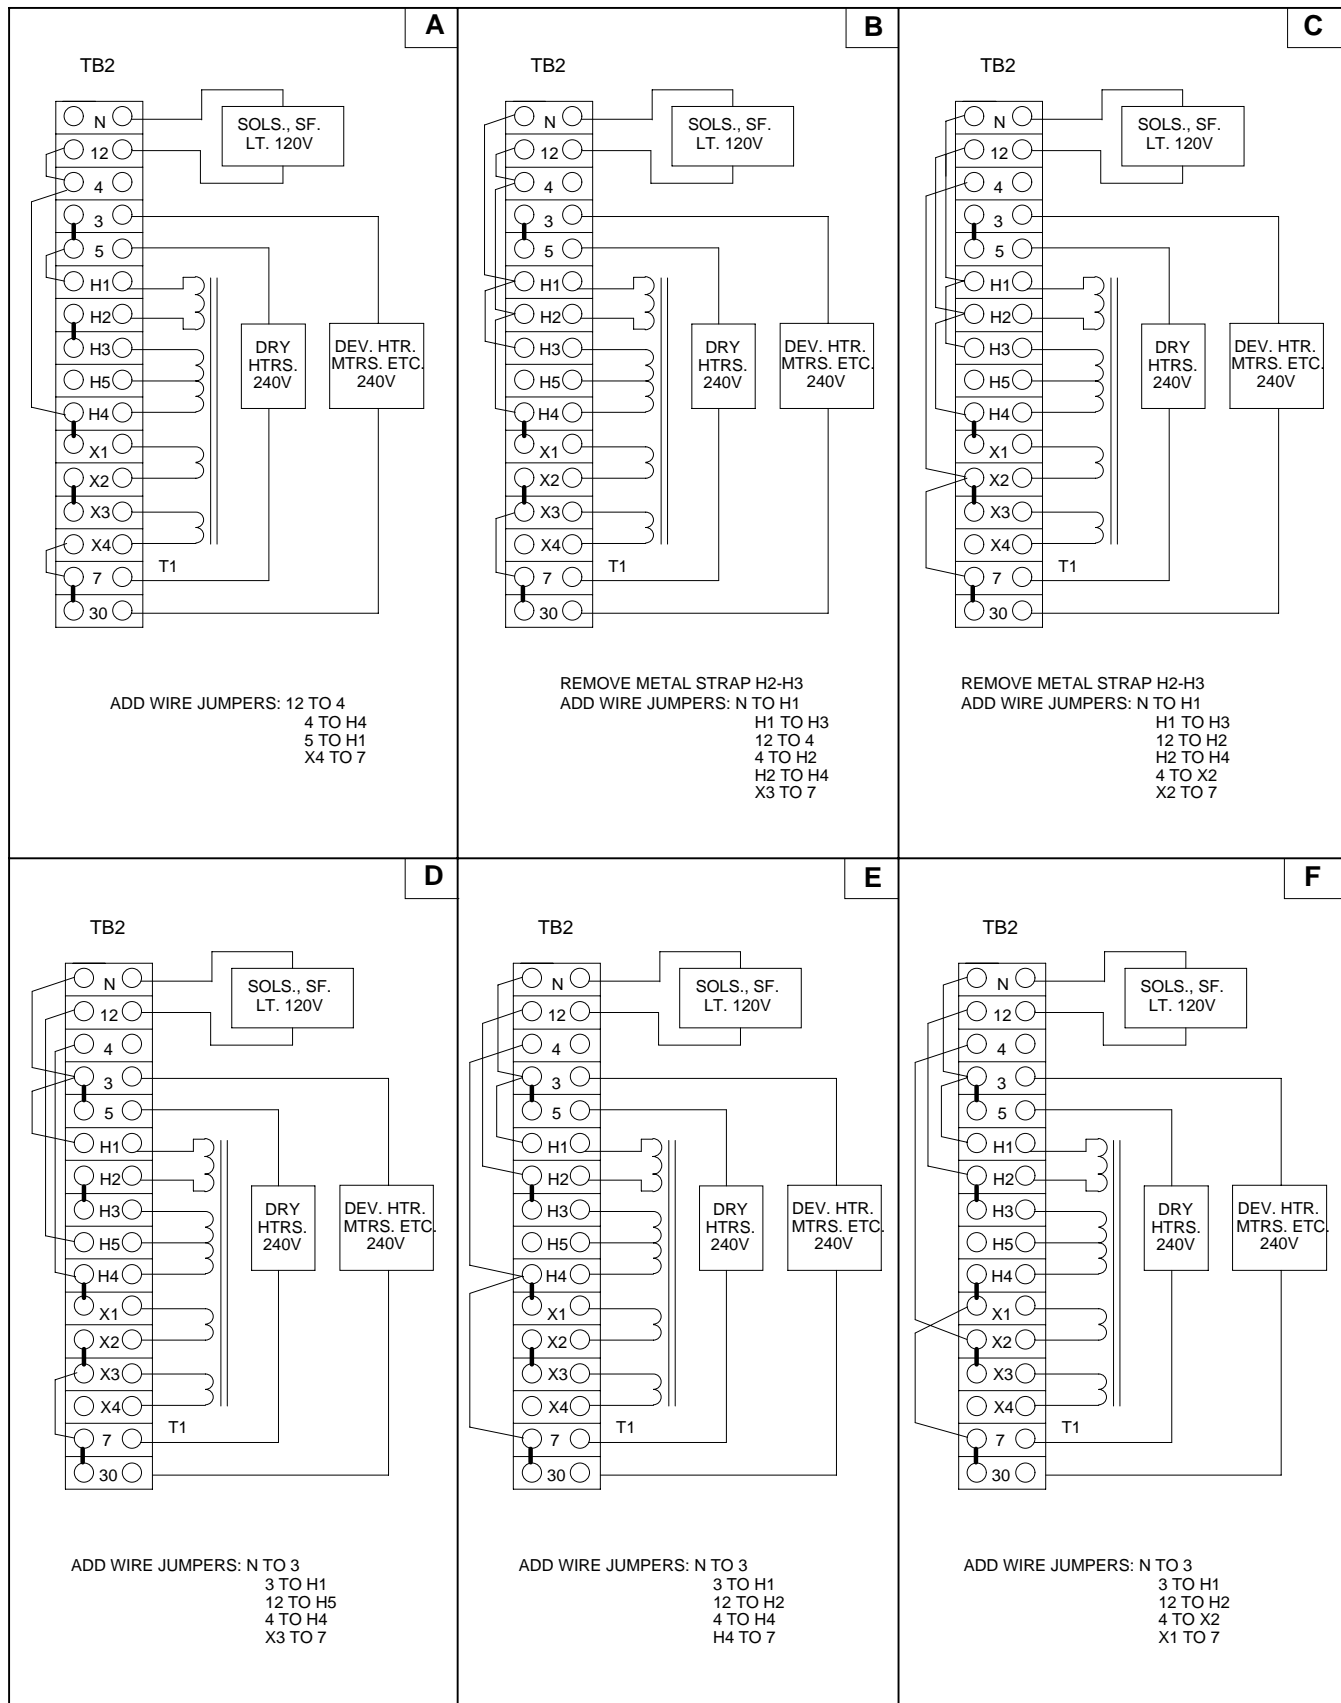 A
TB2
N
12
4
3
5
H1
H2
H3
H5
H4
X1
X2
X3
X4
7
30
SOLS., SF.
LT. 120V
DRY
HTRS.
240V
DEV. HTR.
MTRS. ETC.
240V
T1
ADD WIRE JUMPERS: 12 TO 4
4 TO H4
5 TO H1
X4 TO 7
B
TB2
N
12
4
3
5
H1
H2
H3
H5
H4
X1
X2
X3
X4
7
30
SOLS., SF.
LT. 120V
DRY
HTRS.
240V
DEV. HTR.
MTRS. ETC.
240V
T1
REMOVE METAL STRAP H2-H3
ADD WIRE JUMPERS: N TO H1
H1 TO H3
12 TO 4
4 TO H2
H2 TO H4
X3 TO 7
C
TB2
N
12
4
3
5
H1
H2
H3
H5
H4
X1
X2
X3
X4
7
30
SOLS., SF.
LT. 120V
DRY
HTRS.
240V
DEV. HTR.
MTRS. ETC.
240V
T1
REMOVE METAL STRAP H2-H3
ADD WIRE JUMPERS: N TO H1
H1 TO H3
12 TO H2
H2 TO H4
4 TO X2
X2 TO 7
D
TB2
N
12
4
3
5
H1
H2
H3
H5
H4
X1
X2
X3
X4
7
30
SOLS., SF.
LT. 120V
DRY
HTRS.
240V
DEV. HTR.
MTRS. ETC.
240V
T1
ADD WIRE JUMPERS: N TO 3
3 TO H1
12 TO H5
4 TO H4
X3 TO 7
E
TB2
N
12
4
3
5
H1
H2
H3
H5
H4
X1
X2
X3
X4
7
30
SOLS., SF.
LT. 120V
DRY
HTRS.
240V
DEV. HTR.
MTRS. ETC.
240V
T1
ADD WIRE JUMPERS: N TO 3
3 TO H1
12 TO H2
4 TO H4
H4 TO 7
F
TB2
N
12
4
3
5
H1
H2
H3
H5
H4
X1
X2
X3
X4
7
30
SOLS., SF.
LT. 120V
DRY
HTRS.
240V
DEV. HTR.
MTRS. ETC.
240V
T1
ADD WIRE JUMPERS: N TO 3
3 TO H1
12 TO H2
4 TO X2
X1 TO 7